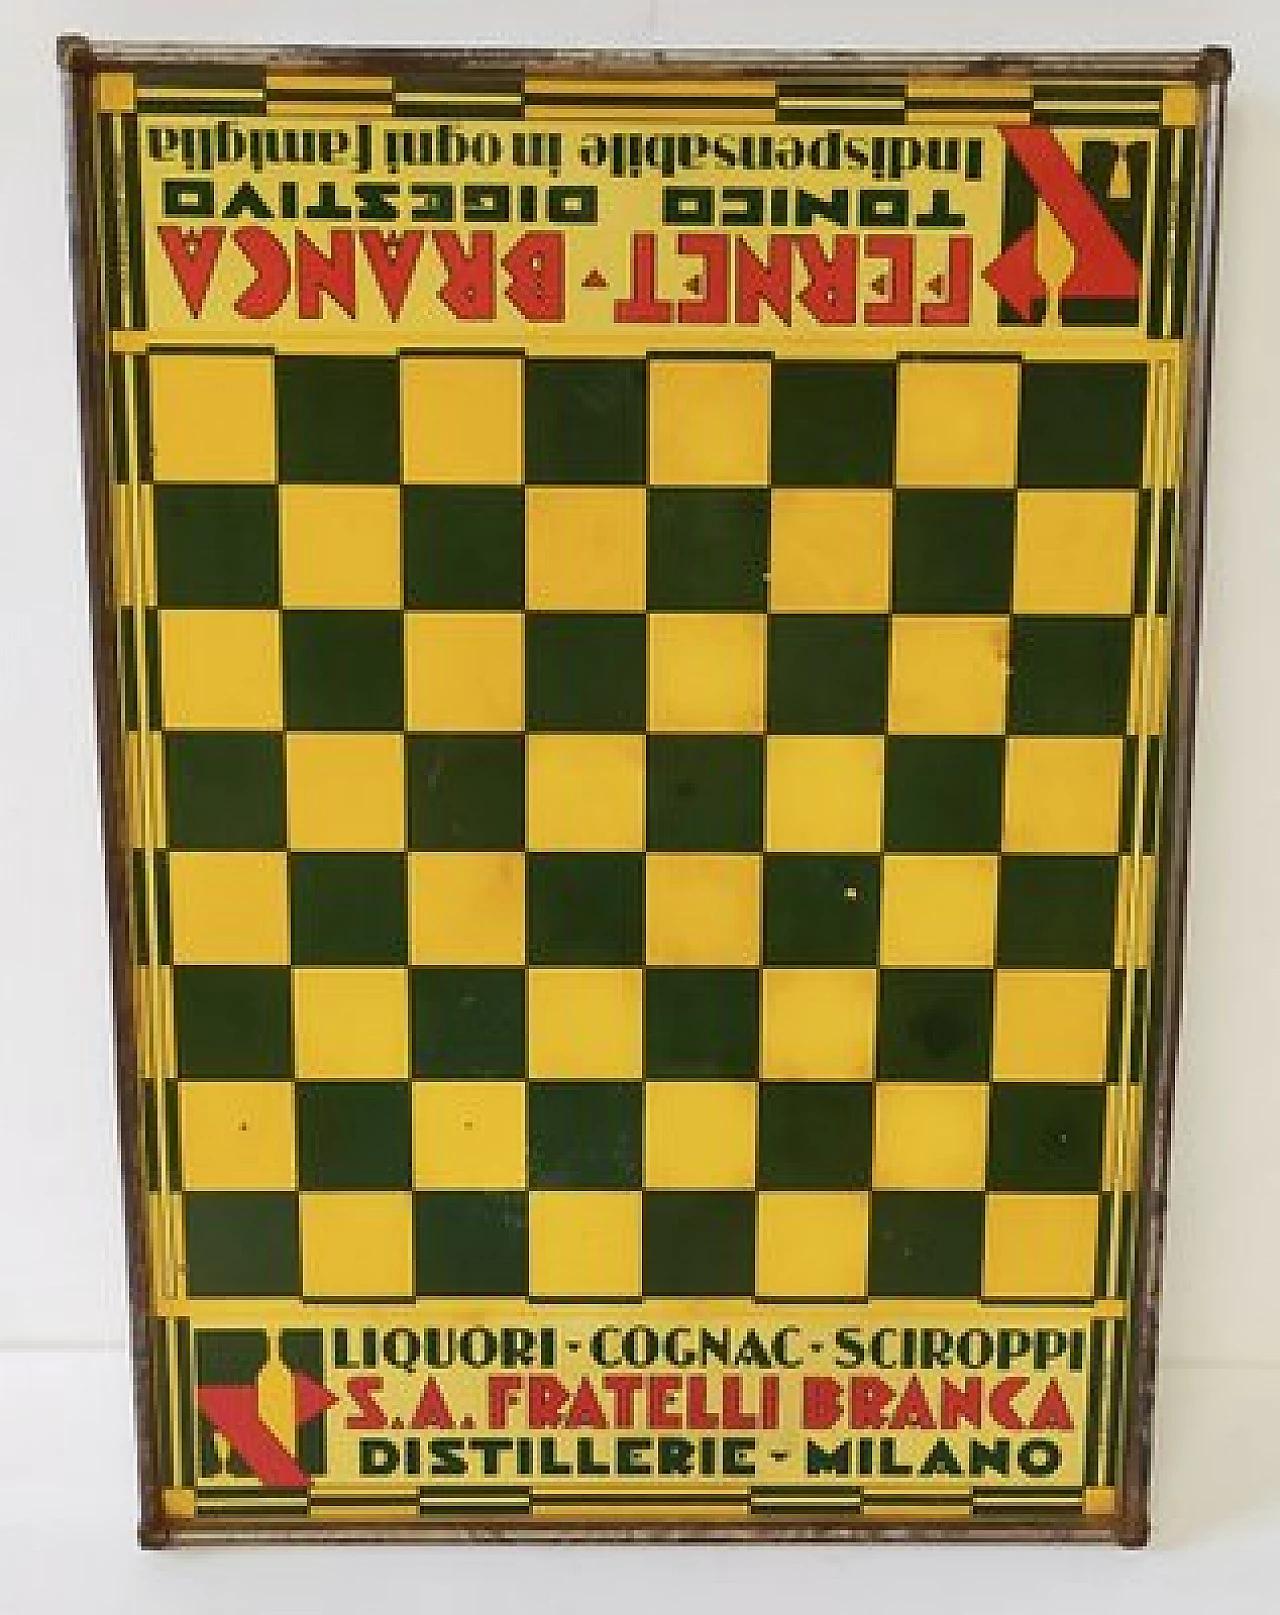 FERNET-BRANCA
TONICO DIGESTIVO
Indispensabile in ogni famiglia
LIQUORI-COGNAC-SCIROPPI
S.A. FRATELLI BRANCA
DISTILLERIE-MILANO